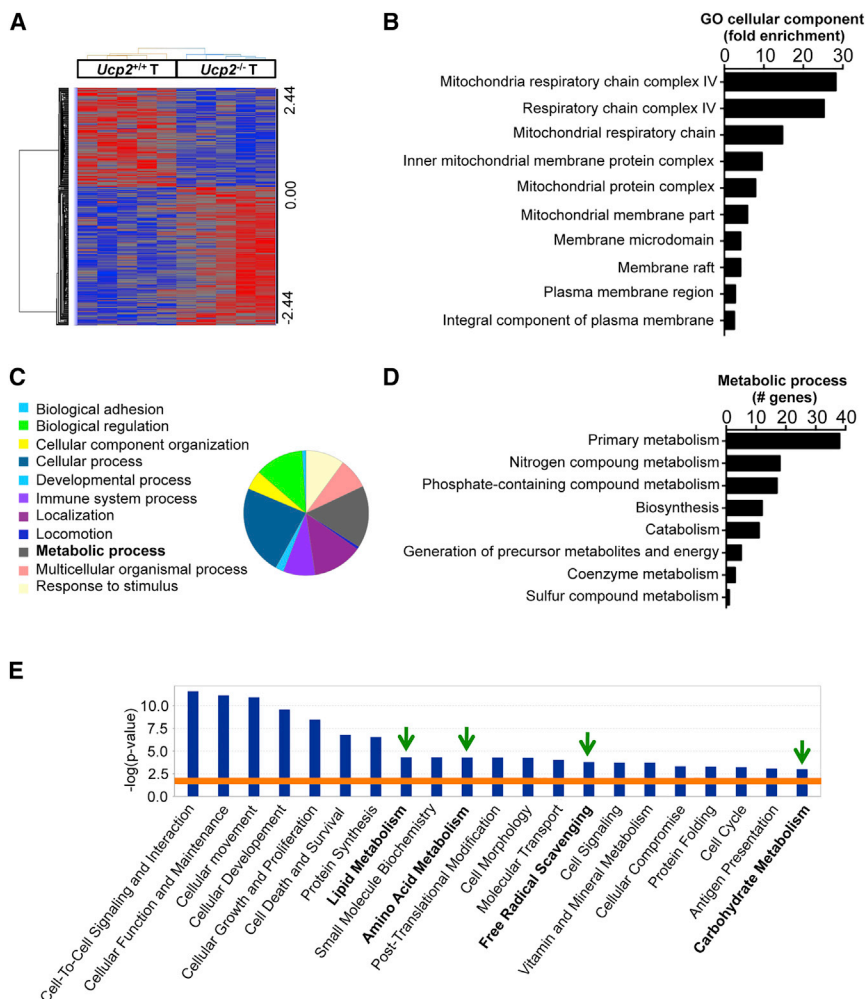 A
Ucp2+/+ T
Ucp2-/- T
2.44
0.00
-2.44
B
GO cellular component
(fold enrichment)
0 10 20 30
Mitochondria respiratory chain complex IV
Respiratory chain complex IV
Mitochondrial respiratory chain
Inner mitochondrial membrane protein complex
Mitochondrial protein complex
Mitochondrial membrane part
Membrane microdomain
Membrane raft
Plasma membrane region
Integral component of plasma membrane
C
Biological adhesion
Biological regulation
Cellular component organization
Cellular process
Developmental process
Immune system process
Localization
Locomotion
Metabolic process
Multicellular organismal process
Response to stimulus
D
Metabolic process
(# genes)
0 10 20 30 40
Primary metabolism
Nitrogen compoung metabolism
Phosphate-containing compound metabolism
Biosynthesis
Catabolism
Generation of precursor metabolites and energy
Coenzyme metabolism
Sulfur compound metabolism
E
-log(p-value)
10.0
7.5
5.0
2.5
0.0
Cell-To-Cell Signaling and Interaction
Cellular Function and Maintenance
Cellular movement
Cellular Developement
Cellular Growth and Proliferation
Cell Death and Survival
Protein Synthesis
Lipid Metabolism
Small Molecule Biochemistry
Amino Acid Metabolism
Post-Translational Modification
Cell Morphology
Molecular Transport
Free Radical Scavenging
Cell Signaling
Vitamin and Mineral Metabolism
Cellular Compromise
Protein Folding
Cell Cycle
Antigen Presentation
Carbohydrate Metabolism